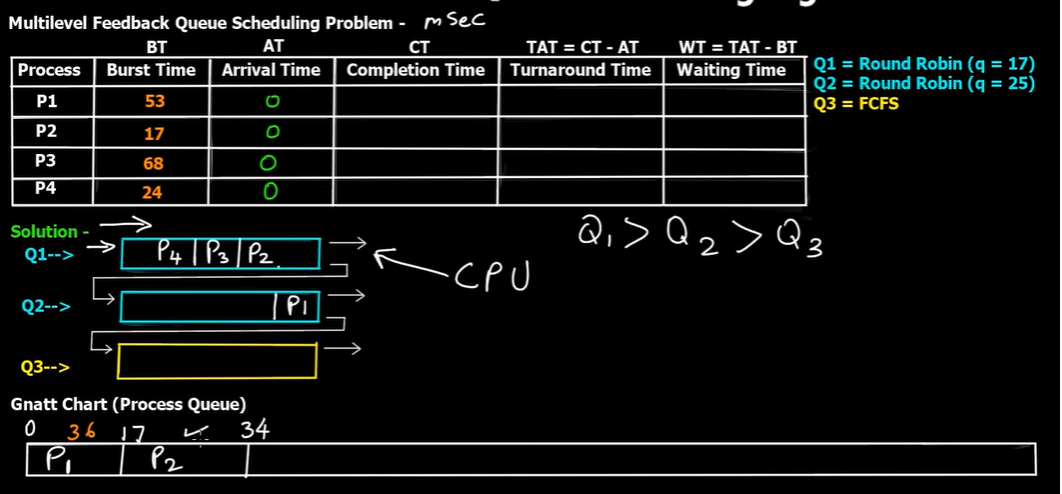 Multilevel Feedback Queue Scheduling Problem - mSec
BT AT CT TAT = CT - AT WT = TAT - BT
Process Burst Time Arrival Time Completion Time Turnaround Time Waiting Time
Q1 = Round Robin (q = 17)
Q2 = Round Robin (q = 25)
Q3 = FCFS
P1 53 0
P2 17 0
P3 68 0
P4 24 0
Q1 > Q2 > Q3
Solution -
Q1--> P4 | P3 | P2
CPU
Q2--> | P1
Q3-->
Gnatt Chart (Process Queue)
0 36 17 ✓ 34
P1 | P2 |